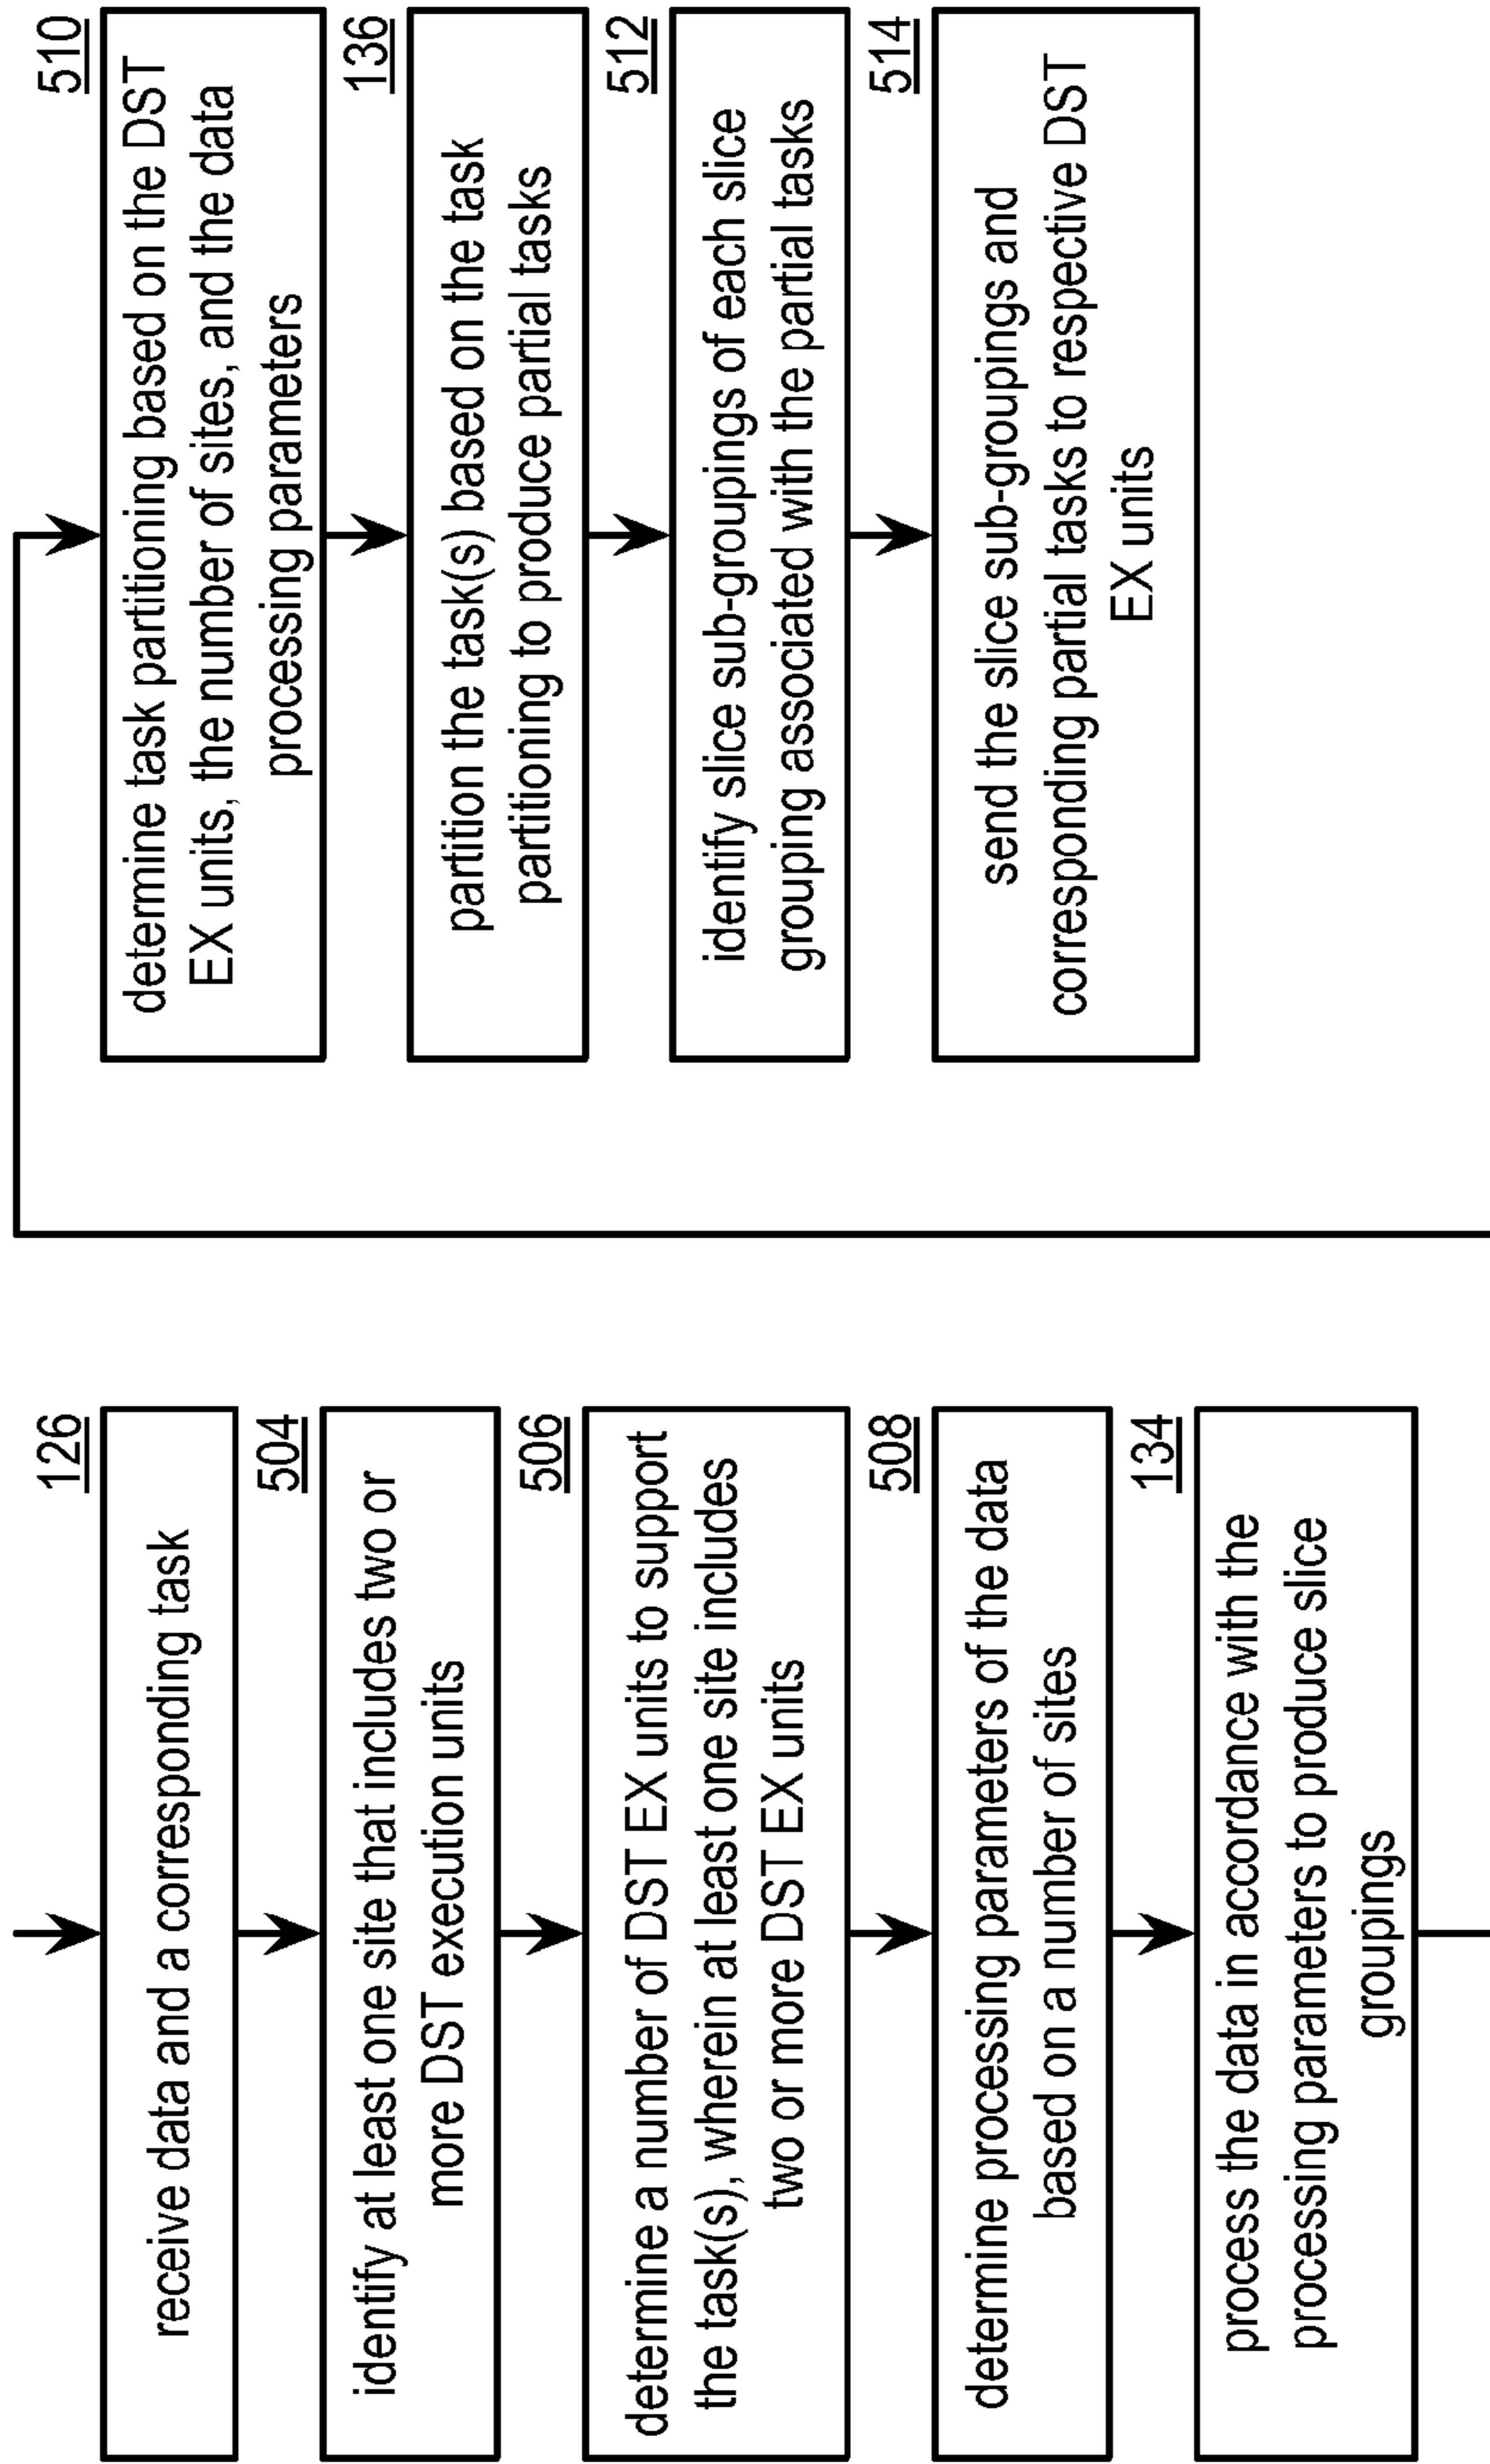 126
receive data and a corresponding task
504
identify at least one site that includes two or
more DST execution units
506
determine a number of DST EX units to support
the task(s), wherein at least one site includes
two or more DST EX units
508
determine processing parameters of the data
based on a number of sites
134
process the data in accordance with the
processing parameters to produce slice
groupings
510
determine task partitioning based on the DST
EX units, the number of sites, and the data
processing parameters
136
partition the task(s) based on the task
partitioning to produce partial tasks
512
identify slice sub-groupings of each slice
grouping associated with the partial tasks
514
send the slice sub-groupings and
corresponding partial tasks to respective DST
EX units